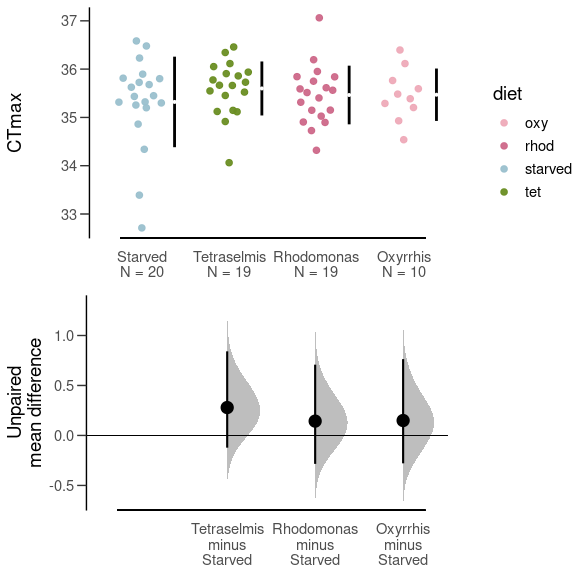 37
36
35
34
33
CTmax
Starved Tetraselmis Rhodomonas Oxyrrhis
N = 20 N = 19 N = 19 N = 10
diet
oxy
rhod
starved
tet
1.0
0.5
0.0
-0.5
Unpaired
mean difference
Tetraselmis Rhodomonas Oxyrrhis
minus minus minus
Starved Starved Starved